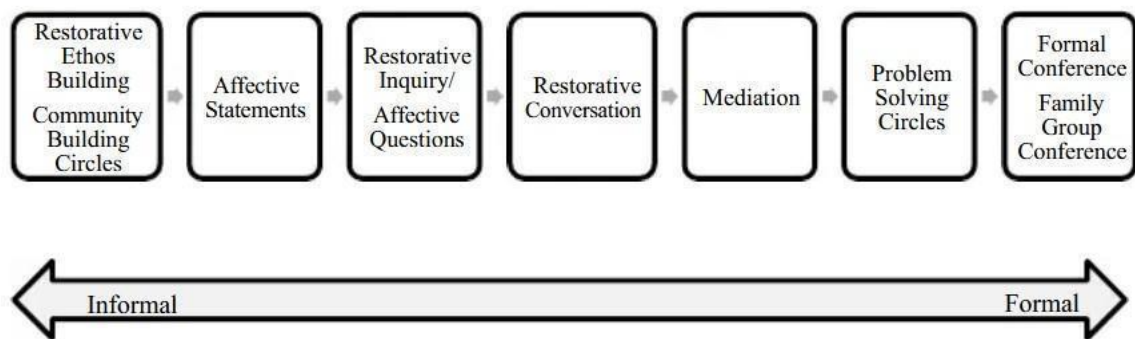 Restorative
Ethos
Building
Community
Building
Circles
Affective
Statements
Restorative
Inquiry/
Affective
Questions
Restorative
Conversation
Mediation
Problem
Solving
Circles
Formal
Conference
Family
Group
Conference
Informal
Formal